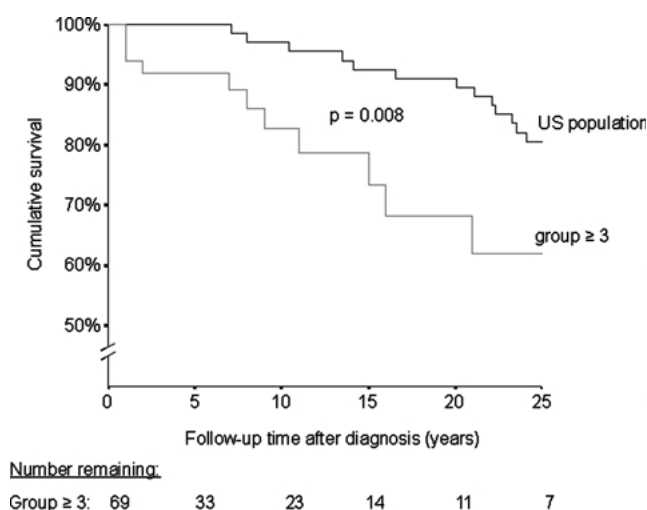 100%
90%
80%
70%
60%
50%
Cumulative survival
p = 0.008
US population
group ≥ 3
0 5 10 15 20 25
Follow-up time after diagnosis (years)
Number remaining:
Group ≥ 3: 69 33 23 14 11 7